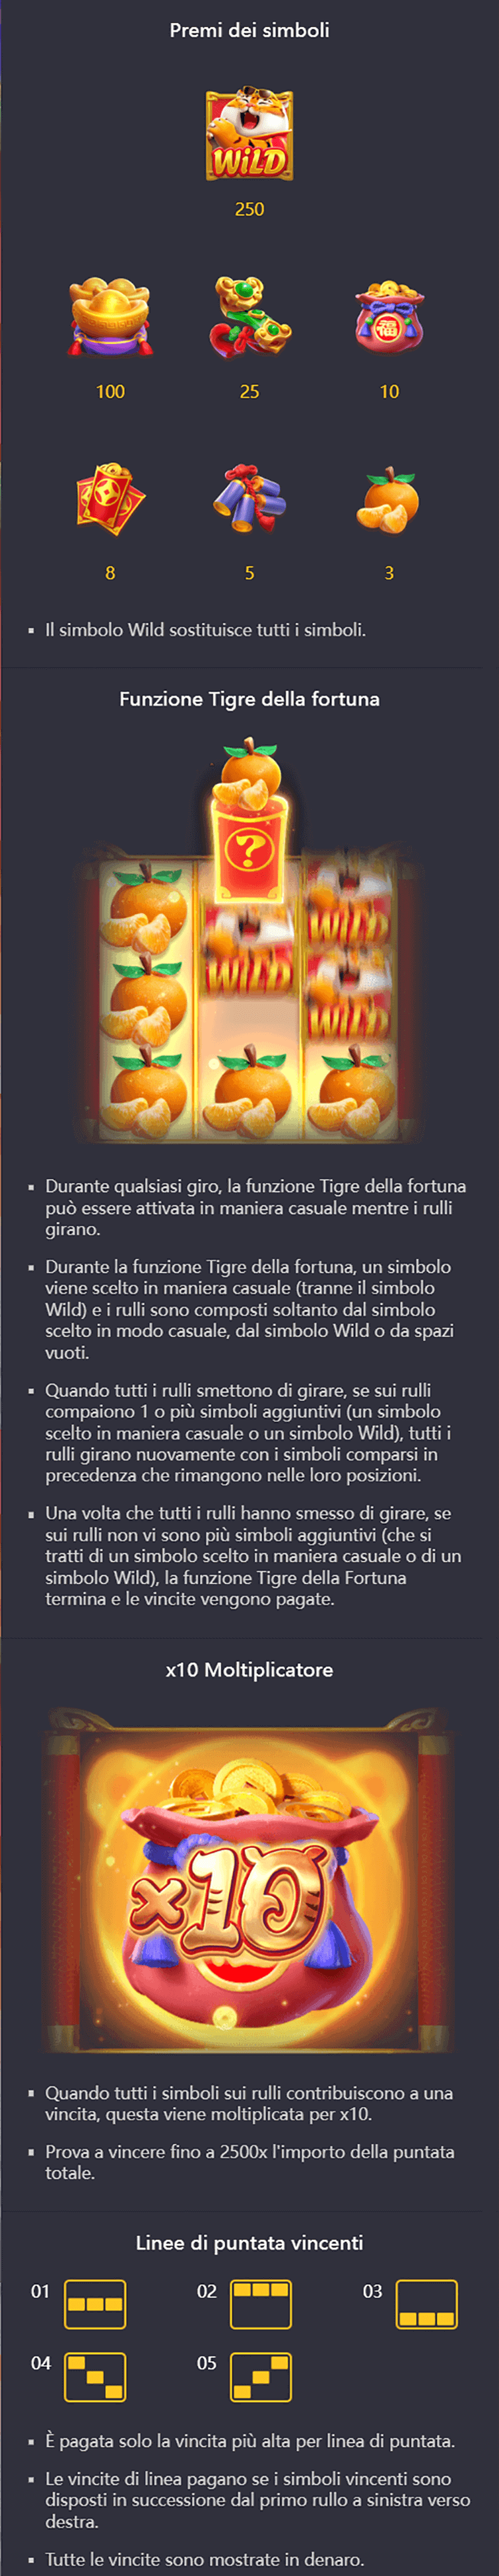 Premi dei simboli
WiLD
250
100 25 10
福
8 5 3
▪ Il simbolo Wild sostituisce tutti i simboli.
Funzione Tigre della fortuna
?
WILD
WILD
WILD
▪ Durante qualsiasi giro, la funzione Tigre della fortuna
può essere attivata in maniera casuale mentre i rulli
girano.
▪ Durante la funzione Tigre della fortuna, un simbolo
viene scelto in maniera casuale (tranne il simbolo
Wild) e i rulli sono composti soltanto dal simbolo
scelto in modo casuale, dal simbolo Wild o da spazi
vuoti.
▪ Quando tutti i rulli smettono di girare, se sui rulli
compaiono 1 o più simboli aggiuntivi (un simbolo
scelto in maniera casuale o un simbolo Wild), tutti i
rulli girano nuovamente con i simboli comparsi in
precedenza che rimangono nelle loro posizioni.
▪ Una volta che tutti i rulli hanno smesso di girare, se
sui rulli non vi sono più simboli aggiuntivi (che si
tratti di un simbolo scelto in maniera casuale o di un
simbolo Wild), la funzione Tigre della Fortuna
termina e le vincite vengono pagate.
x10 Moltiplicatore
x10
▪ Quando tutti i simboli sui rulli contribuiscono a una
vincita, questa viene moltiplicata per x10.
▪ Prova a vincere fino a 2500x l'importo della puntata
totale.
Linee di puntata vincenti
01 02 03
04 05
▪ È pagata solo la vincita più alta per linea di puntata.
▪ Le vincite di linea pagano se i simboli vincenti sono
disposti in successione dal primo rullo a sinistra verso
destra.
▪ Tutte le vincite sono mostrate in denaro.